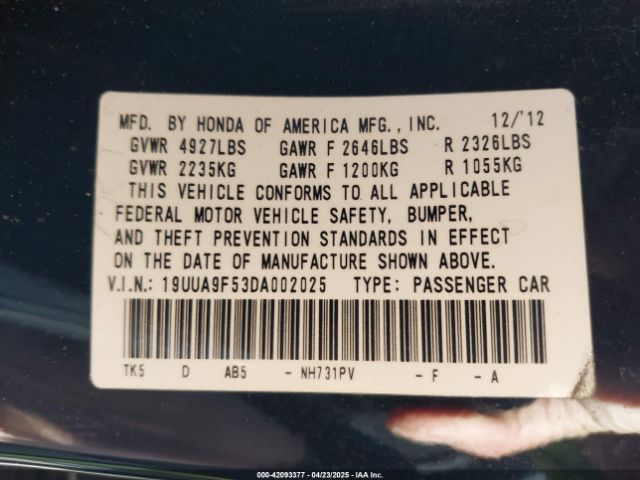 MFD. BY HONDA OF AMERICA MFG., INC. 12/'12
GVWR 4927LBS GAWR F 2646LBS R 2326LBS
GVWR 2235KG GAWR F 1200KG R 1055KG
THIS VEHICLE CONFORMS TO ALL APPLICABLE
FEDERAL MOTOR VEHICLE SAFETY, BUMPER,
AND THEFT PREVENTION STANDARDS IN EFFECT
ON THE DATE OF MANUFACTURE SHOWN ABOVE.
V.I.N.: 19UUA9F53DA002025 TYPE: PASSENGER CAR
TK5 D AB5 - NH731PV - F - A
000-42093377 - 04/23/2025 - IAA Inc.